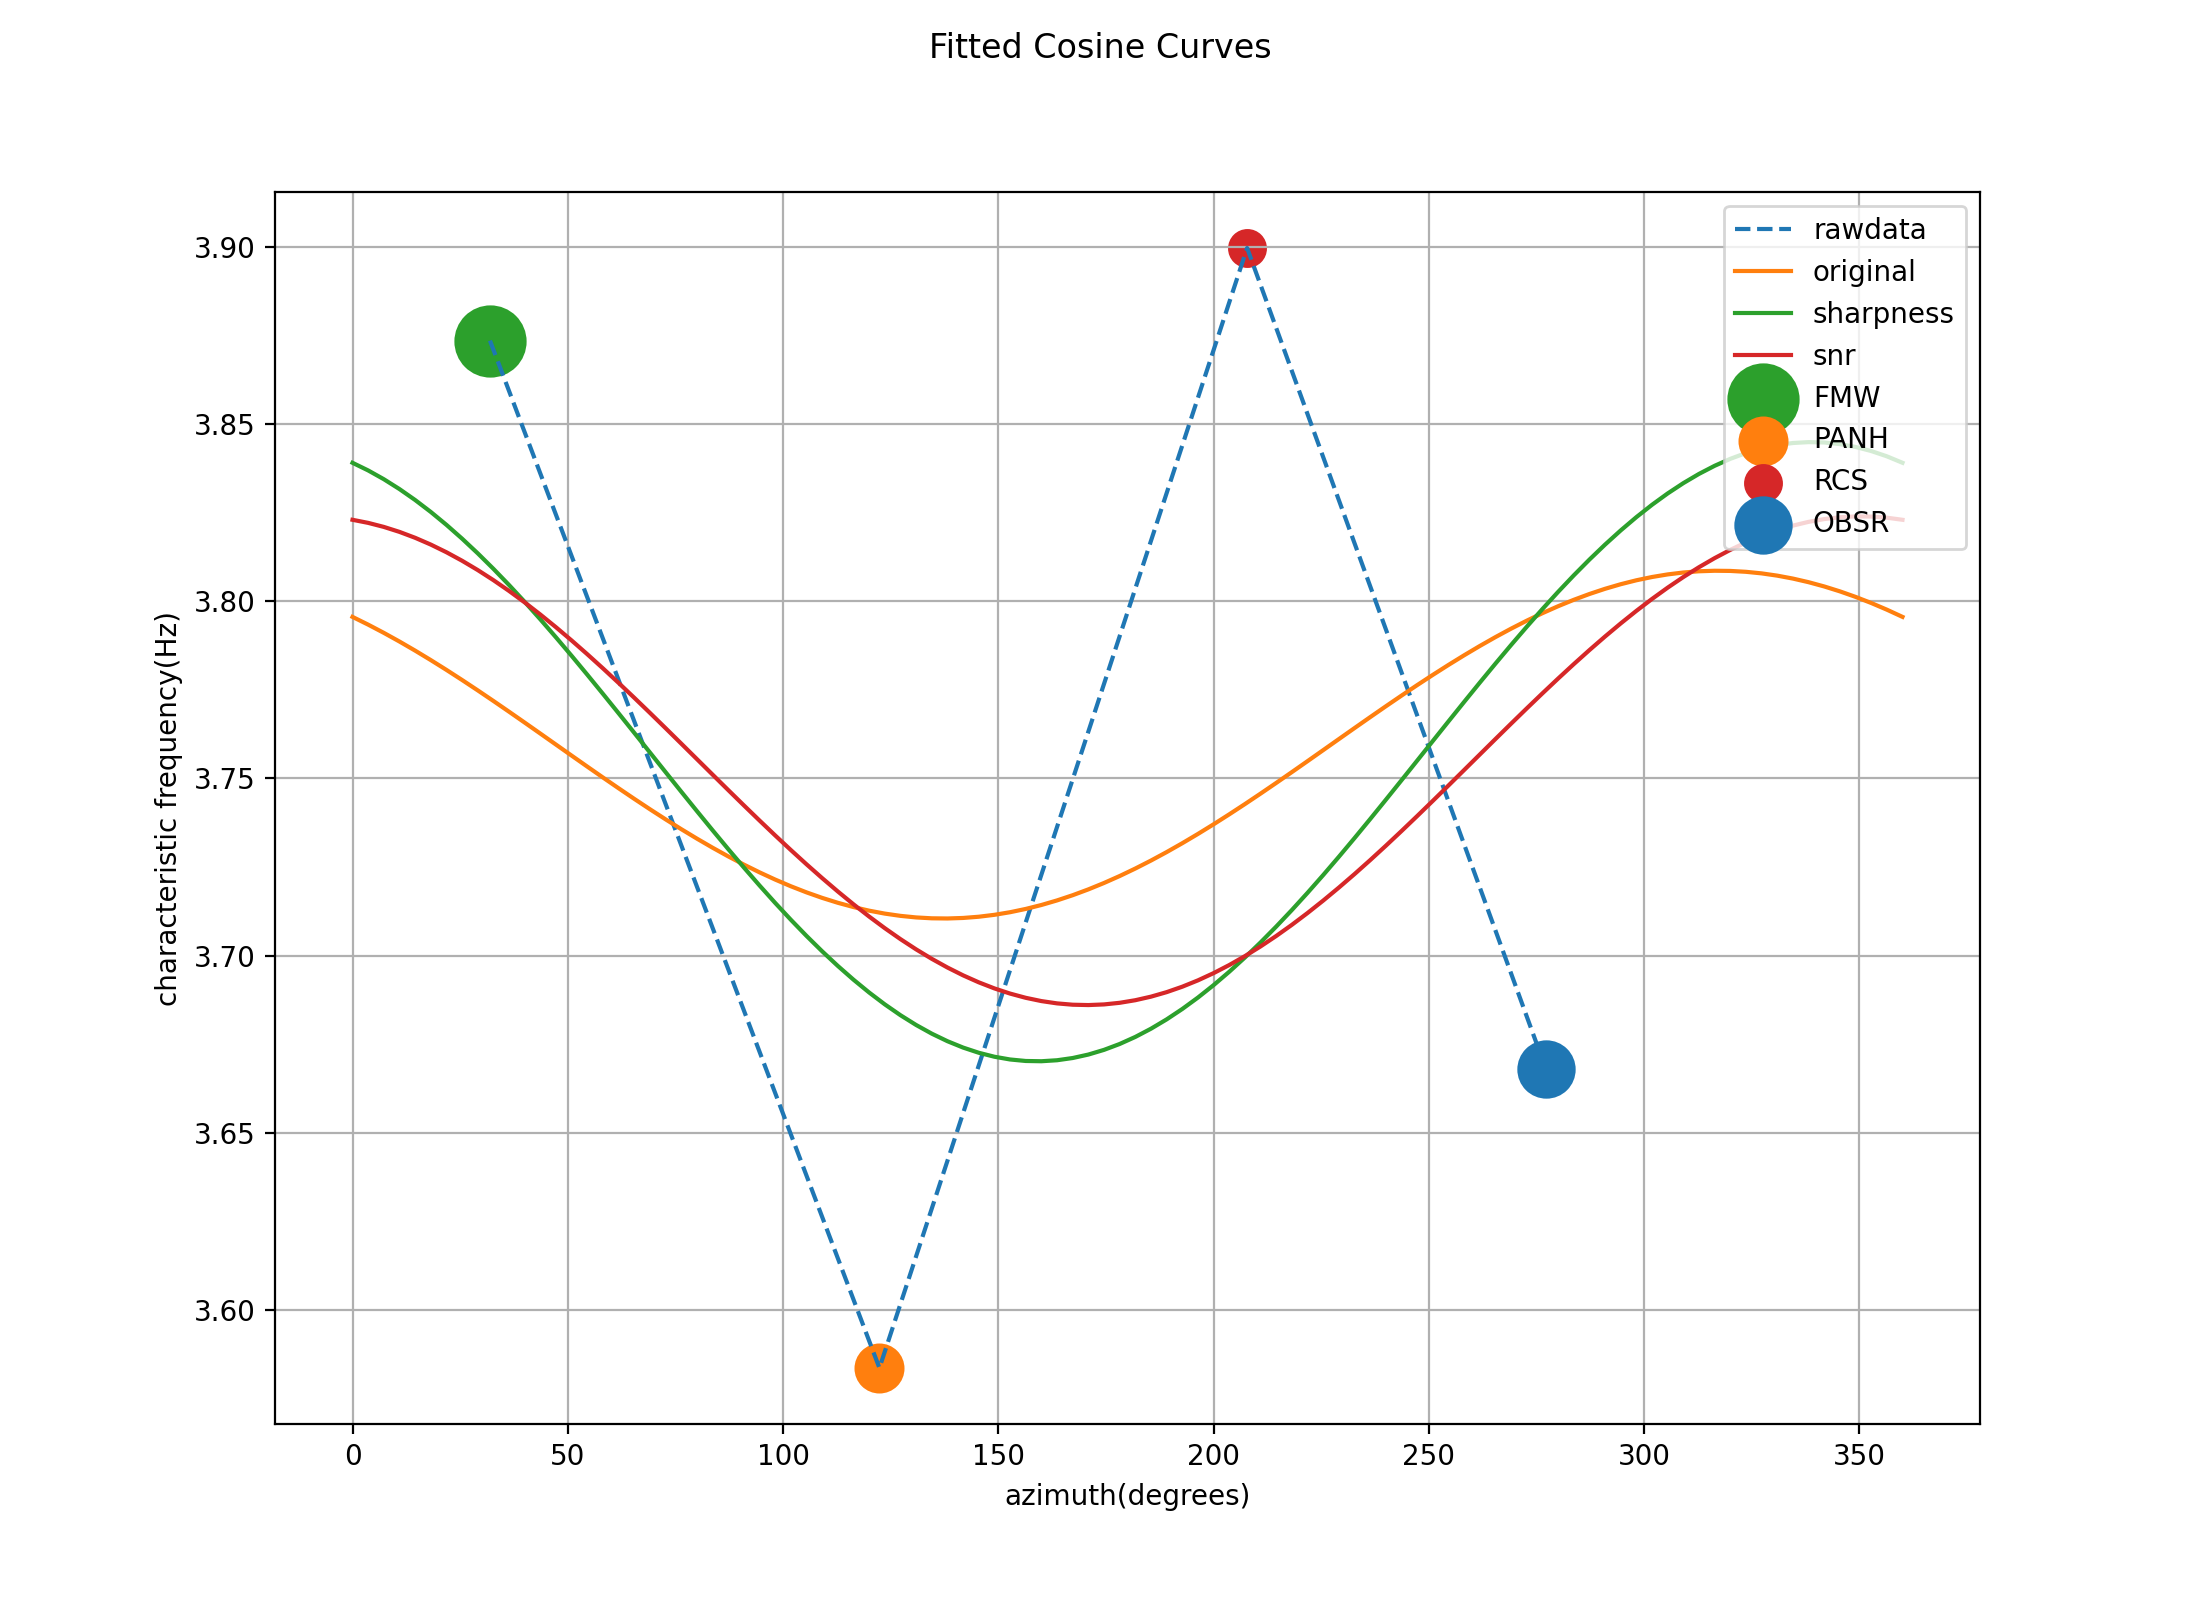 Fitted Cosine Curves
characteristic frequency(Hz)
3.90
3.85
3.80
3.75
3.70
3.65
3.60
rawdata
original
sharpness
snr
FMW
PANH
RCS
OBSR
0 50 100 150 200 250 300 350
azimuth(degrees)